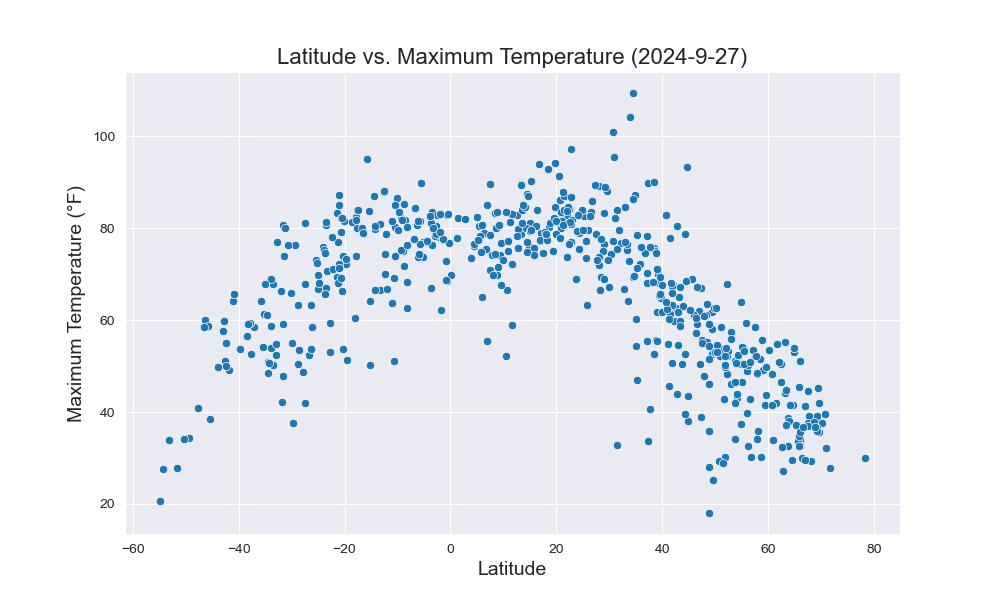 Latitude vs. Maximum Temperature (2024-9-27)
Maximum Temperature (°F)
100
80
60
40
20
−60 −40 −20 0 20 40 60 80
Latitude